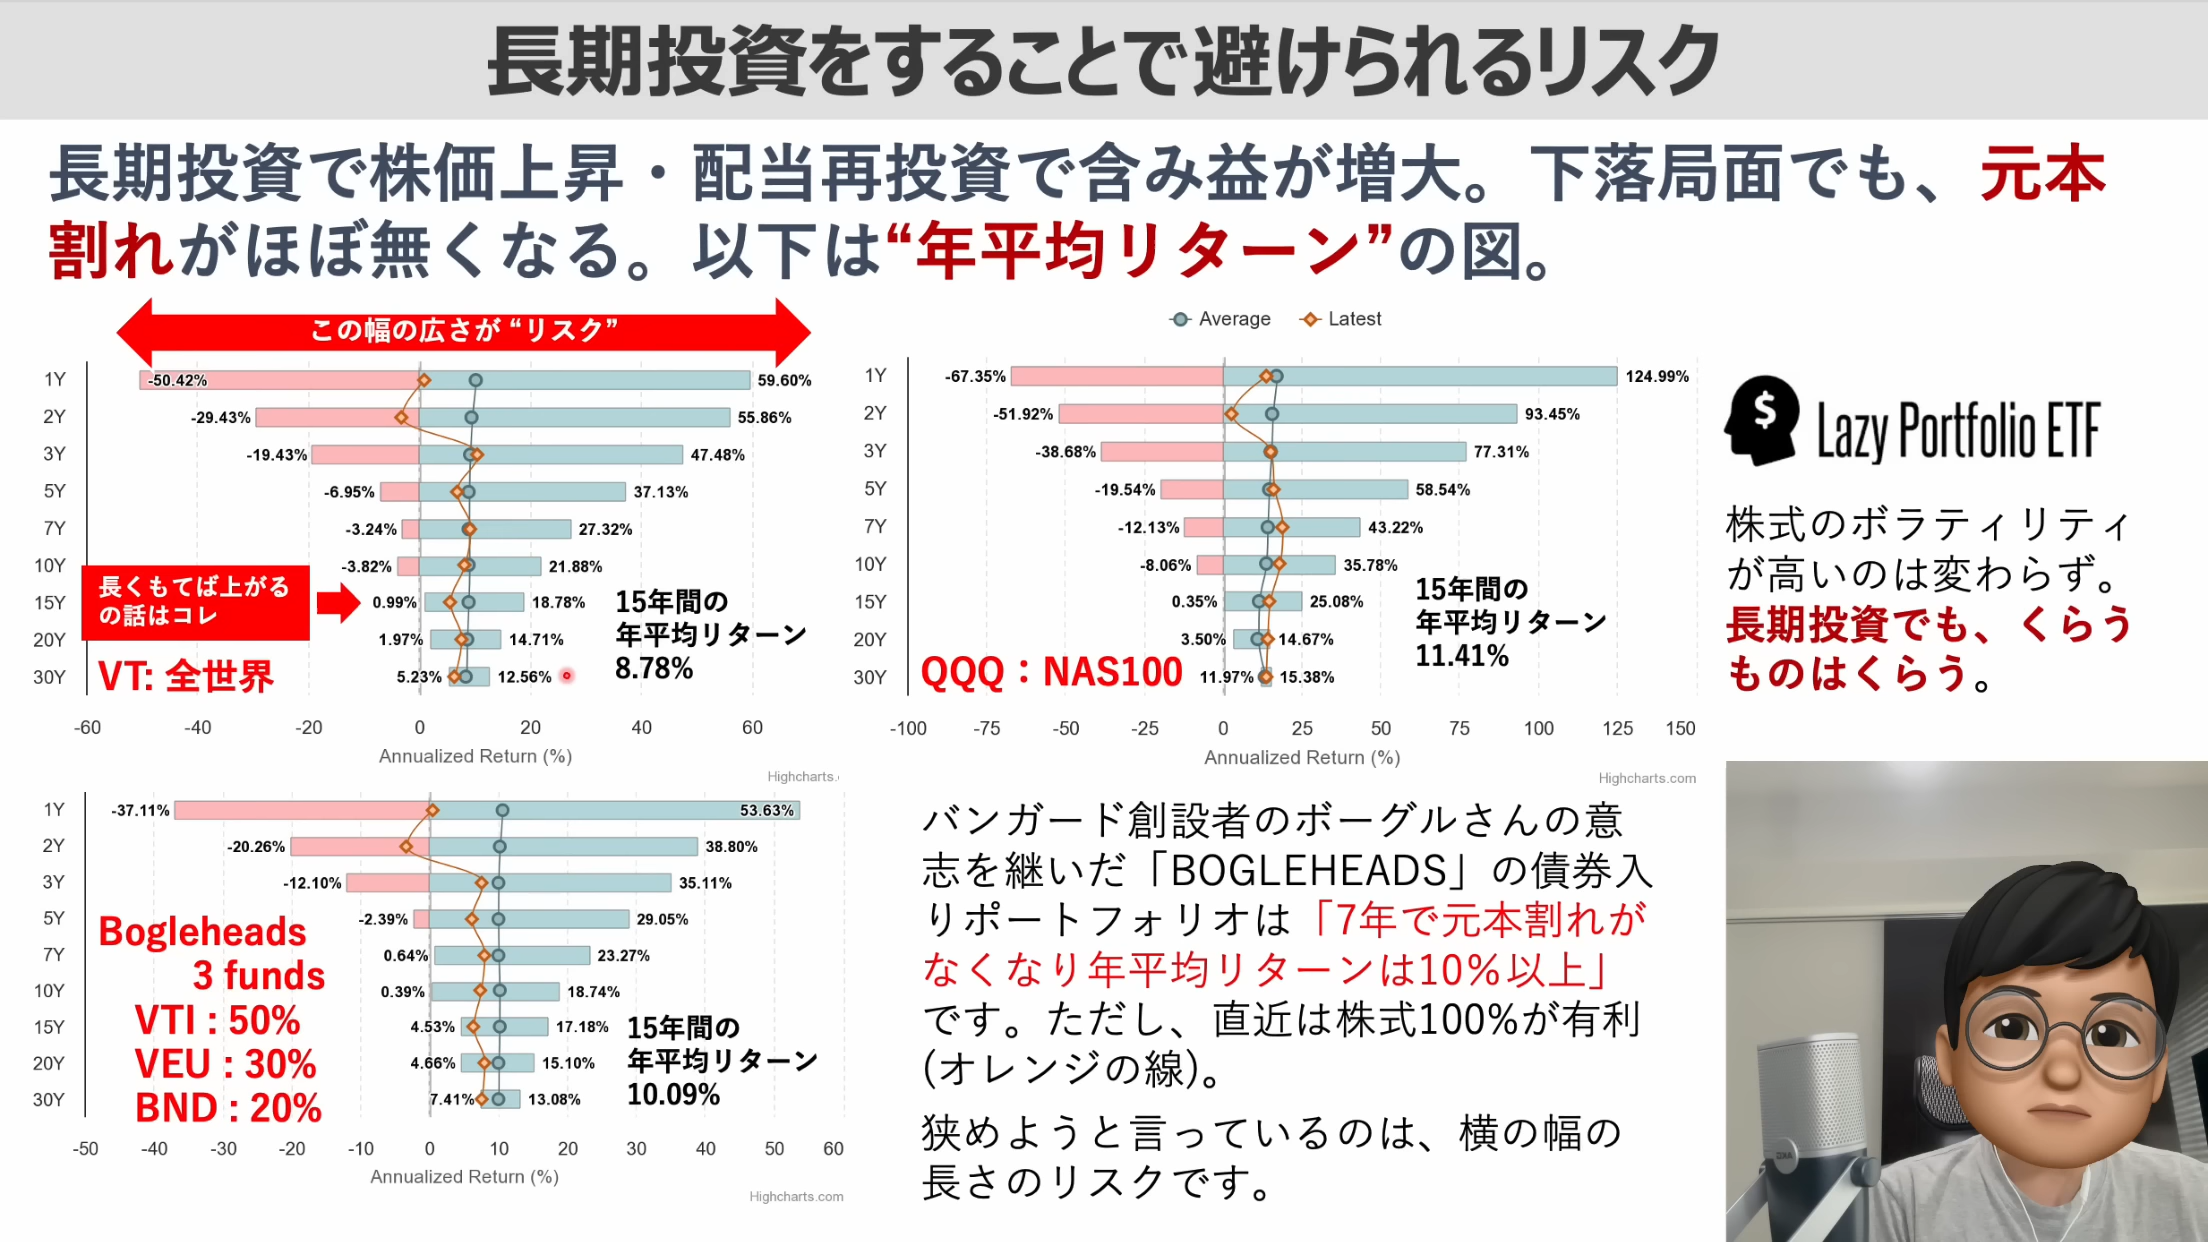 長期投資をすることで避けられるリスク
長期投資で株価上昇・配当再投資で含み益が増大。下落局面でも、元本
割れがほぼ無くなる。以下は“年平均リターン”の図。
この幅の広さが “リスク”
1Y -50.42% 59.60%
2Y -29.43% 55.86%
3Y -19.43% 47.48%
5Y -6.95% 37.13%
7Y -3.24% 27.32%
10Y -3.82% 21.88%
15Y 0.99% 18.78%
20Y 1.97% 14.71%
30Y 5.23% 12.56%
長くもてば上がる
の話はコレ
VT: 全世界
15年間の
年平均リターン
8.78%
-60 -40 -20 0 20 40 60
Annualized Return (%)
Highcharts.
Average Latest
1Y -67.35% 124.99%
2Y -51.92% 93.45%
3Y -38.68% 77.31%
5Y -19.54% 58.54%
7Y -12.13% 43.22%
10Y -8.06% 35.78%
15Y 0.35% 25.08%
20Y 3.50% 14.67%
30Y 11.97% 15.38%
QQQ：NAS100
15年間の
年平均リターン
11.41%
-100 -75 -50 -25 0 25 50 75 100 125 150
Annualized Return (%)
Highcharts.com
$
Lazy Portfolio ETF
株式のボラティリティ
が高いのは変わらず。
長期投資でも、くらう
ものはくらう。
1Y -37.11% 53.63%
2Y -20.26% 38.80%
3Y -12.10% 35.11%
5Y -2.39% 29.05%
7Y 0.64% 23.27%
10Y 0.39% 18.74%
15Y 4.53% 17.18%
20Y 4.66% 15.10%
30Y 7.41% 13.08%
Bogleheads
3 funds
VTI : 50%
VEU : 30%
BND : 20%
15年間の
年平均リターン
10.09%
-50 -40 -30 -20 -10 0 10 20 30 40 50 60
Annualized Return (%)
Highcharts.com
バンガード創設者のボーグルさんの意
志を継いだ「BOGLEHEADS」の債券入
りポートフォリオは「7年で元本割れが
なくなり年平均リターンは10%以上」
です。ただし、直近は株式100%が有利
(オレンジの線)。
狭めようと言っているのは、横の幅の
長さのリスクです。